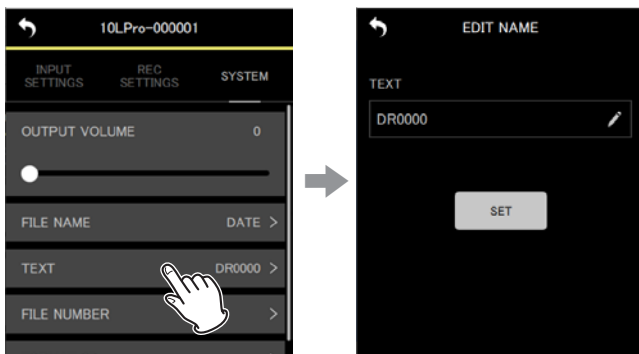 10LPro-000001
INPUT
SETTINGS
REC
SETTINGS
SYSTEM
OUTPUT VOLUME 0
FILE NAME DATE >
TEXT DR0000 >
FILE NUMBER >
EDIT NAME
TEXT
DR0000
SET